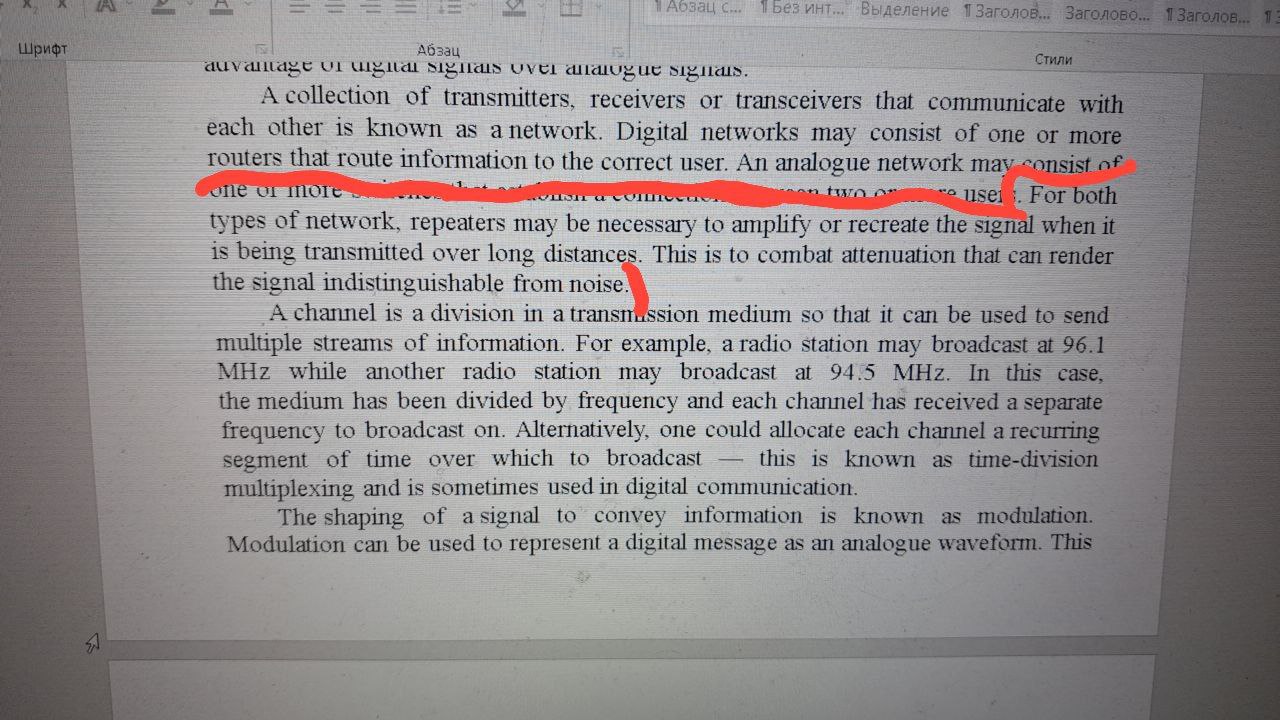 Абзац с... ¶ Без инт... Выделение ¶ Заголов... Заголово... ¶ Заголов...
Шрифт Абзац Стили
advantage of digital signals over analogue signals.
A collection of transmitters, receivers or transceivers that communicate with
each other is known as a network. Digital networks may consist of one or more
routers that route information to the correct user. An analogue network may consist of
one or more that establish a connection two or more users. For both
types of network, repeaters may be necessary to amplify or recreate the signal when it
is being transmitted over long distances. This is to combat attenuation that can render
the signal indistinguishable from noise.
A channel is a division in a transmission medium so that it can be used to send
multiple streams of information. For example, a radio station may broadcast at 96.1
MHz while another radio station may broadcast at 94.5 MHz. In this case,
the medium has been divided by frequency and each channel has received a separate
frequency to broadcast on. Alternatively, one could allocate each channel a recurring
segment of time over which to broadcast — this is known as time-division
multiplexing and is sometimes used in digital communication.
The shaping of a signal to convey information is known as modulation.
Modulation can be used to represent a digital message as an analogue waveform. This